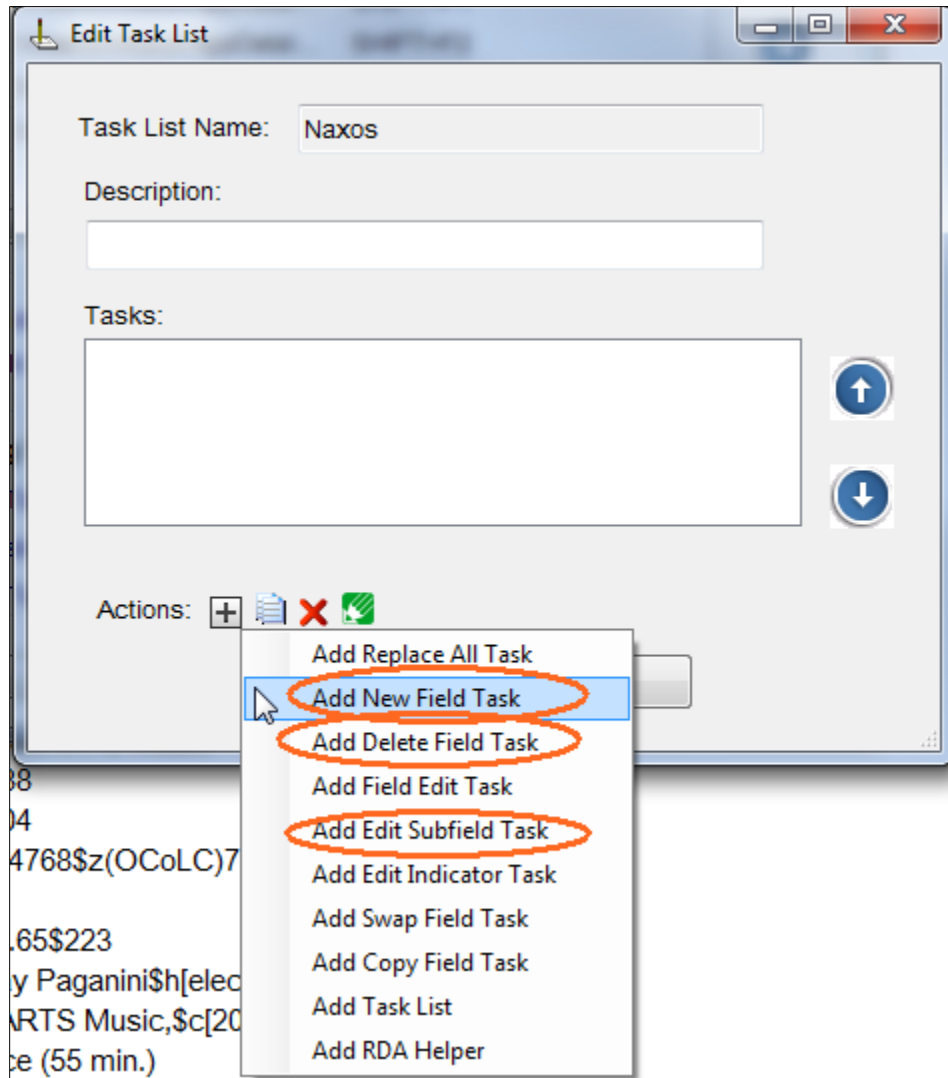 Edit Task List
Task List Name: Naxos
Description:
Tasks:
Actions:
Add Replace All Task
Add New Field Task
Add Delete Field Task
Add Field Edit Task
Add Edit Subfield Task
Add Edit Indicator Task
Add Swap Field Task
Add Copy Field Task
Add Task List
Add RDA Helper
4768$z(OCoLC)7
.65$223
y Paganini$h[elec
ARTS Music,$c[20
ce (55 min.)